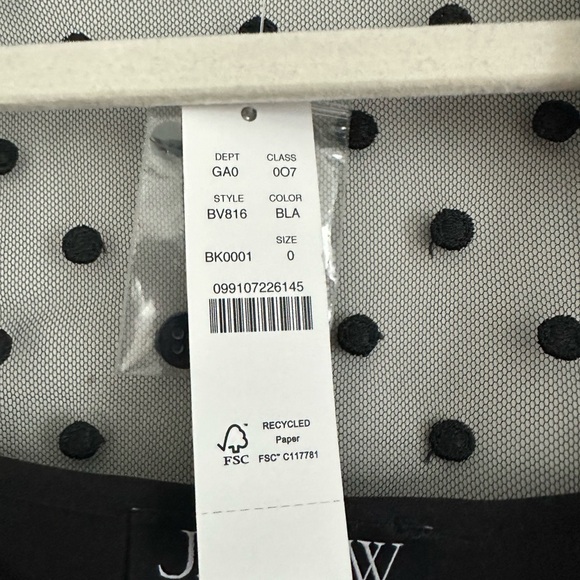 DEPT CLASS
GA0 0O7
STYLE COLOR
BV816 BLA
SIZE
BK0001 0
099107226145
RECYCLED
Paper
FSC FSC™ C117781
J W